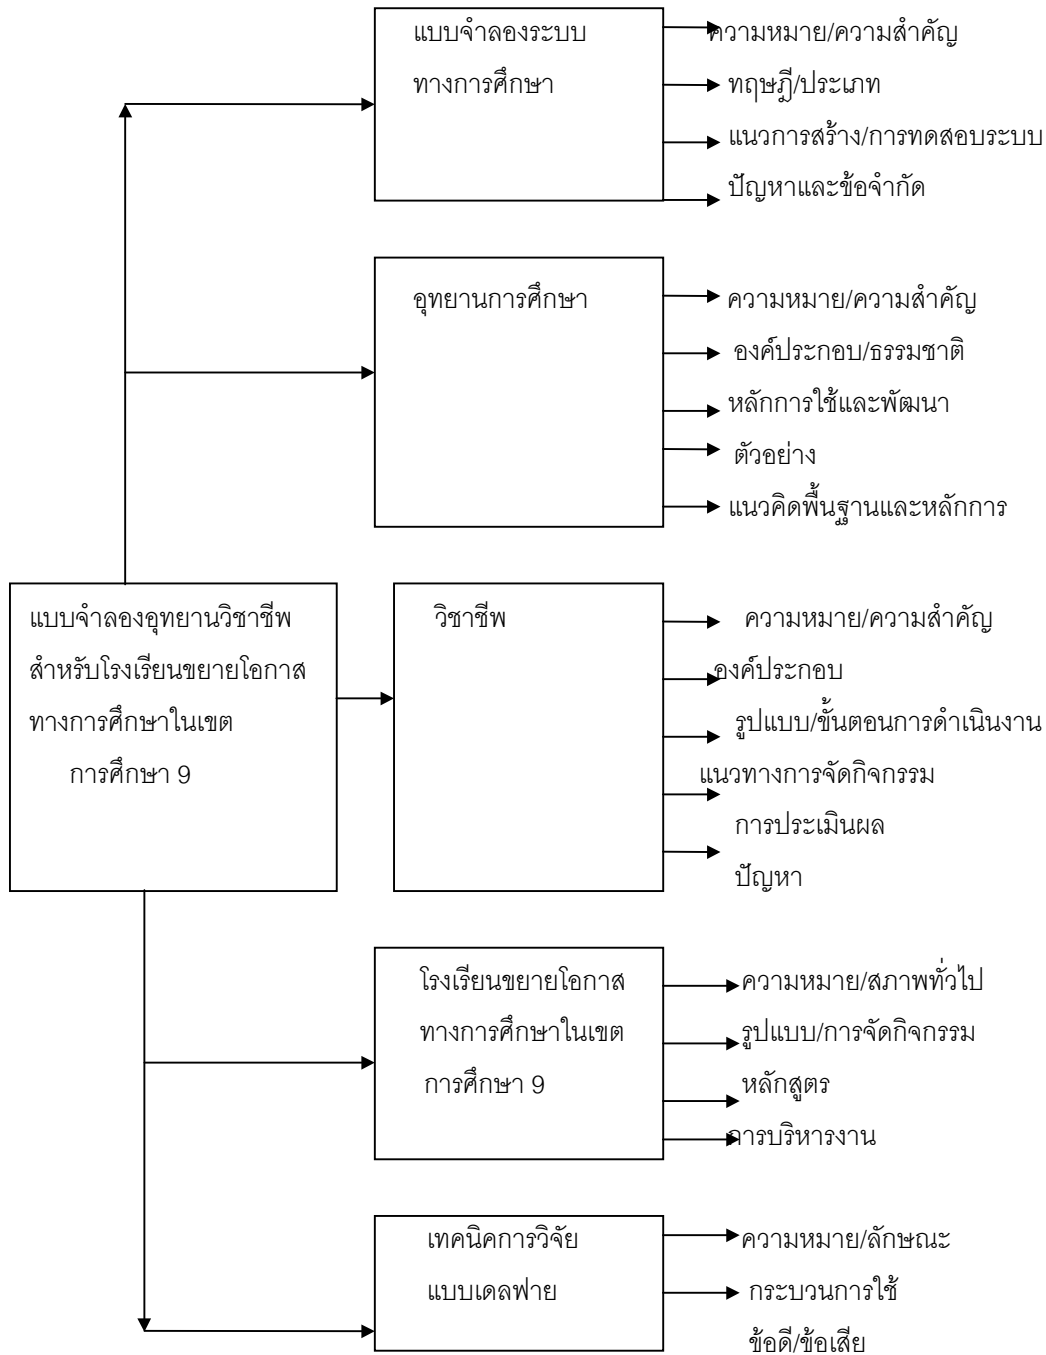 แบบจำลองระบบ
ทางการศึกษา
ความหมาย/ความสำคัญ
ทฤษฎี/ประเภท
แนวการสร้าง/การทดสอบระบบ
ปัญหาและข้อจำกัด
อุทยานการศึกษา
ความหมาย/ความสำคัญ
องค์ประกอบ/ธรรมชาติ
หลักการใช้และพัฒนา
ตัวอย่าง
แนวคิดพื้นฐานและหลักการ
แบบจำลองอุทยานวิชาชีพ
สำหรับโรงเรียนขยายโอกาส
ทางการศึกษาในเขต
การศึกษา 9
วิชาชีพ
ความหมาย/ความสำคัญ
องค์ประกอบ
รูปแบบ/ขั้นตอนการดำเนินงาน
แนวทางการจัดกิจกรรม
การประเมินผล
ปัญหา
โรงเรียนขยายโอกาส
ทางการศึกษาในเขต
การศึกษา 9
ความหมาย/สภาพทั่วไป
รูปแบบ/การจัดกิจกรรม
หลักสูตร
การบริหารงาน
เทคนิคการวิจัย
แบบเดลฟาย
ความหมาย/ลักษณะ
กระบวนการใช้
ข้อดี/ข้อเสีย